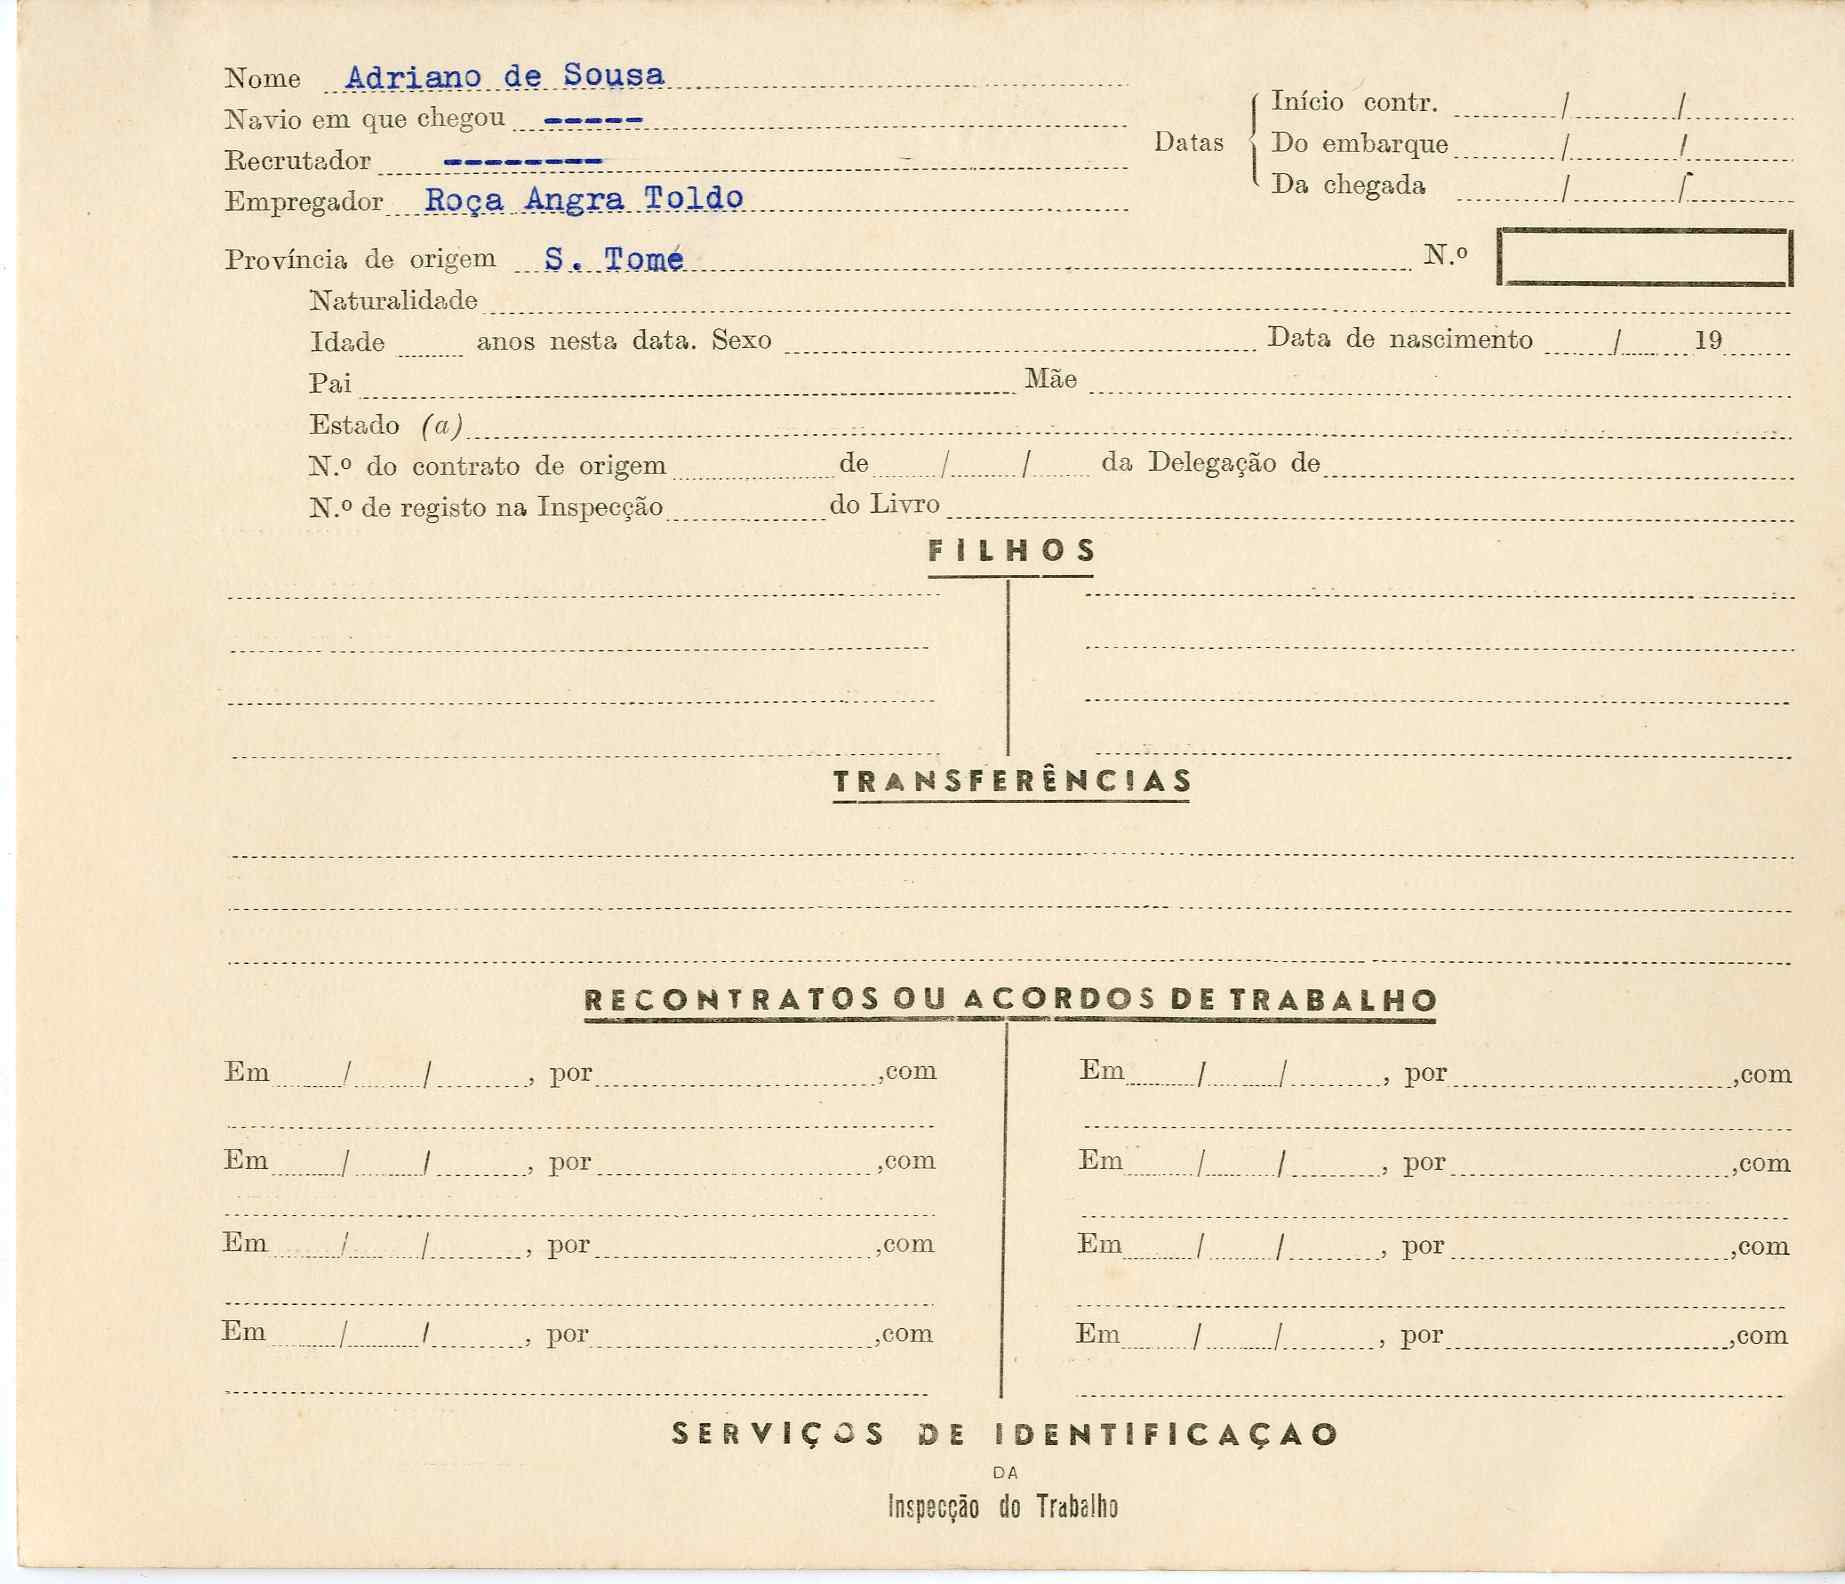 Nome Adriano de Sousa
Navio em que chegou -----
Recrutador --------
Empregador Roça Angra Toldo
Datas
Início contr. / /
Do embarque / /
Da chegada / /
Província de origem S. Tomé N.º
Naturalidade
Idade anos nesta data. Sexo Data de nascimento / 19
Pai Mãe
Estado (a)
N.º do contrato de origem de / / da Delegação de
N.º de registo na Inspecção do Livro
FILHOS
TRANSFERÊNCIAS
RECONTRATOS OU ACORDOS DE TRABALHO
Em / / , por ,com
Em / / , por ,com
Em / / , por ,com
Em / / , por ,com
Em / / , por ,com
Em / / , por ,com
Em / / , por ,com
Em / / , por ,com
SERVIÇOS DE IDENTIFICAÇAO
DA
Inspecção do Trabalho